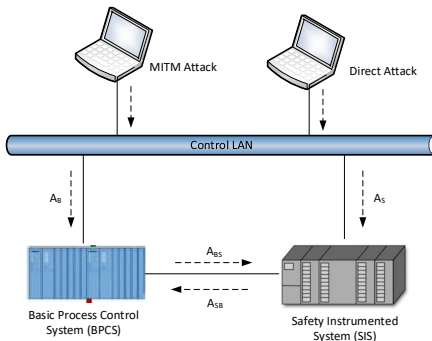 MITM Attack
Direct Attack
Control LAN
AB
AS
ABS
ASB
Basic Process Control
System (BPCS)
Safety Instrumented
System (SIS)